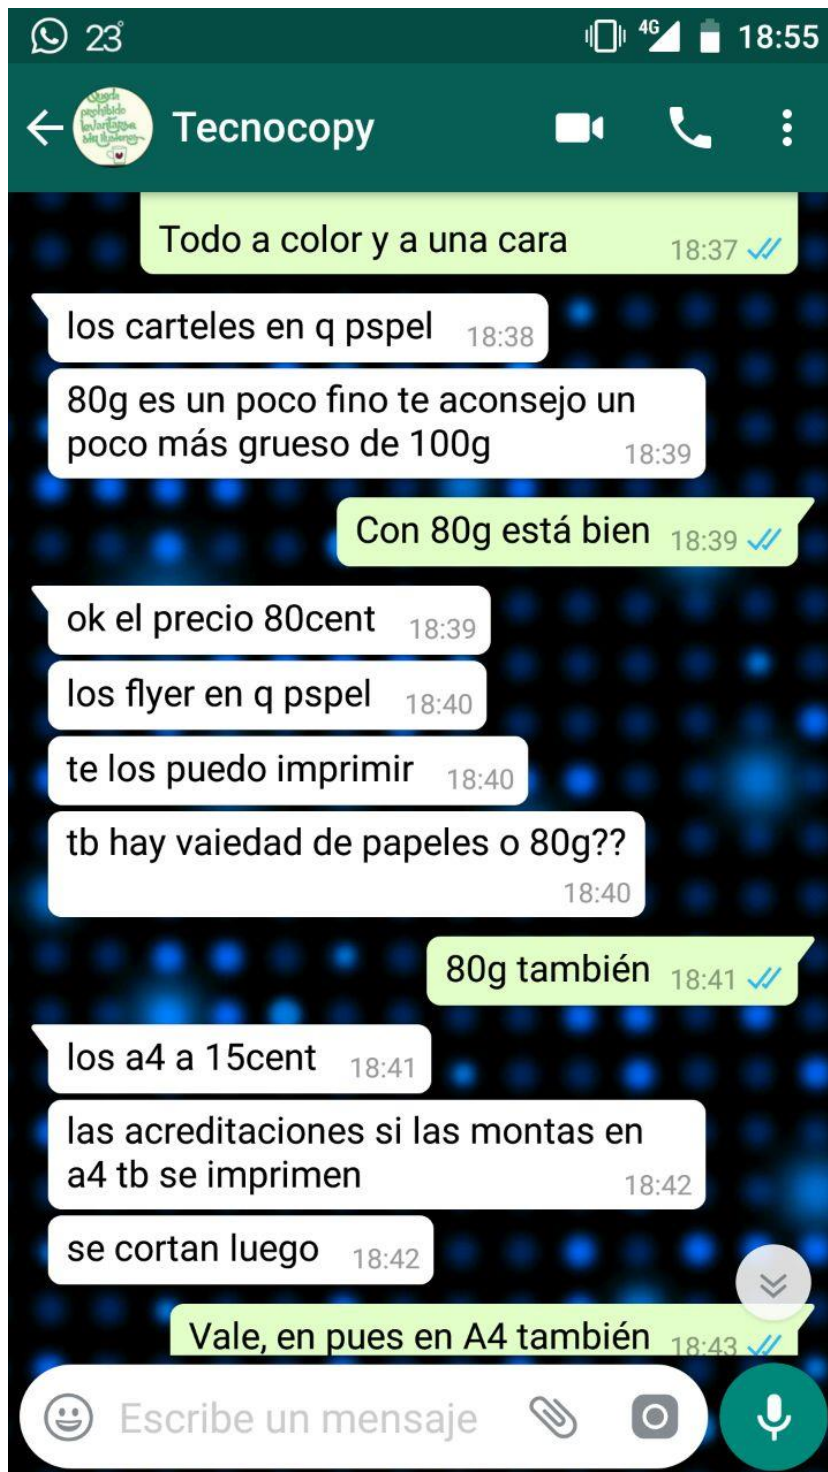 23°
4G
18:55
Queda
prohibido
levantarse
sin ilusiones
Tecnocopy
Todo a color y a una cara
18:37
los carteles en q pspel
18:38
80g es un poco fino te aconsejo un
poco más grueso de 100g
18:39
Con 80g está bien
18:39
ok el precio 80cent
18:39
los flyer en q pspel
18:40
te los puedo imprimir
18:40
tb hay vaiedad de papeles o 80g??
18:40
80g también
18:41
los a4 a 15cent
18:41
las acreditaciones si las montas en
a4 tb se imprimen
18:42
se cortan luego
18:42
Vale, en pues en A4 también
18:43
Escribe un mensaje